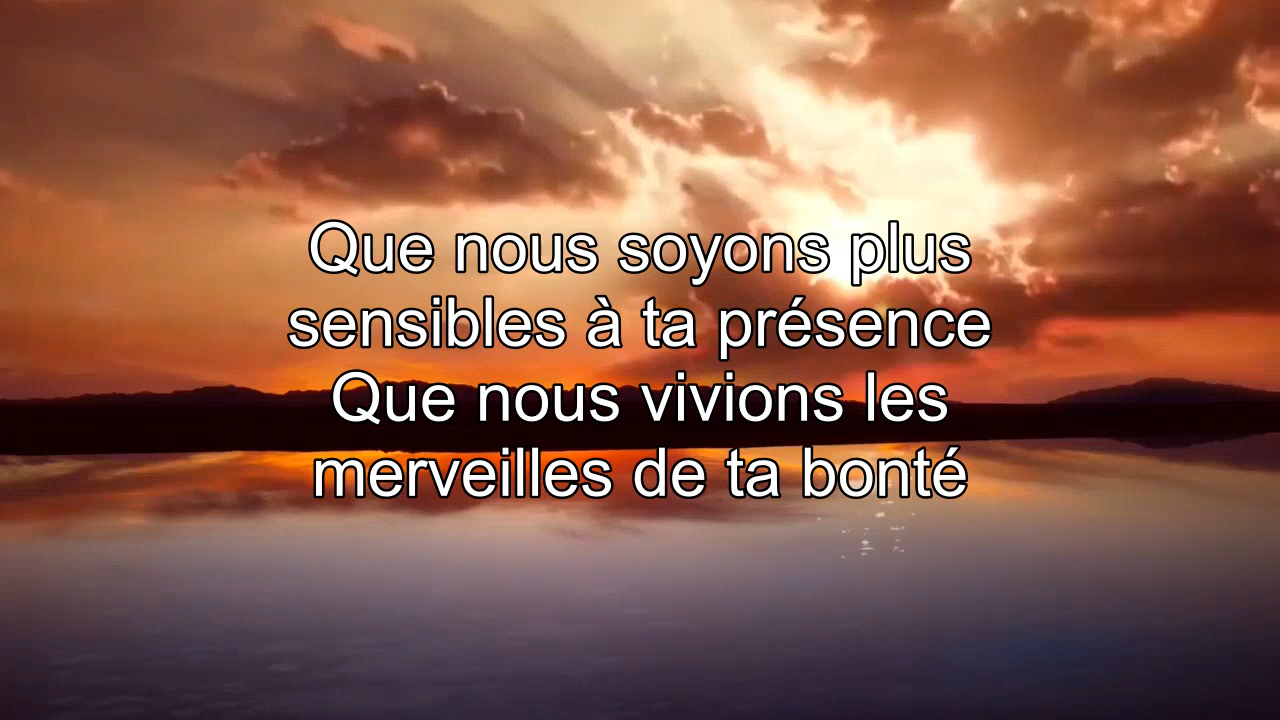 Que nous soyons plus
sensibles à ta présence
Que nous vivions les
merveilles de ta bonté